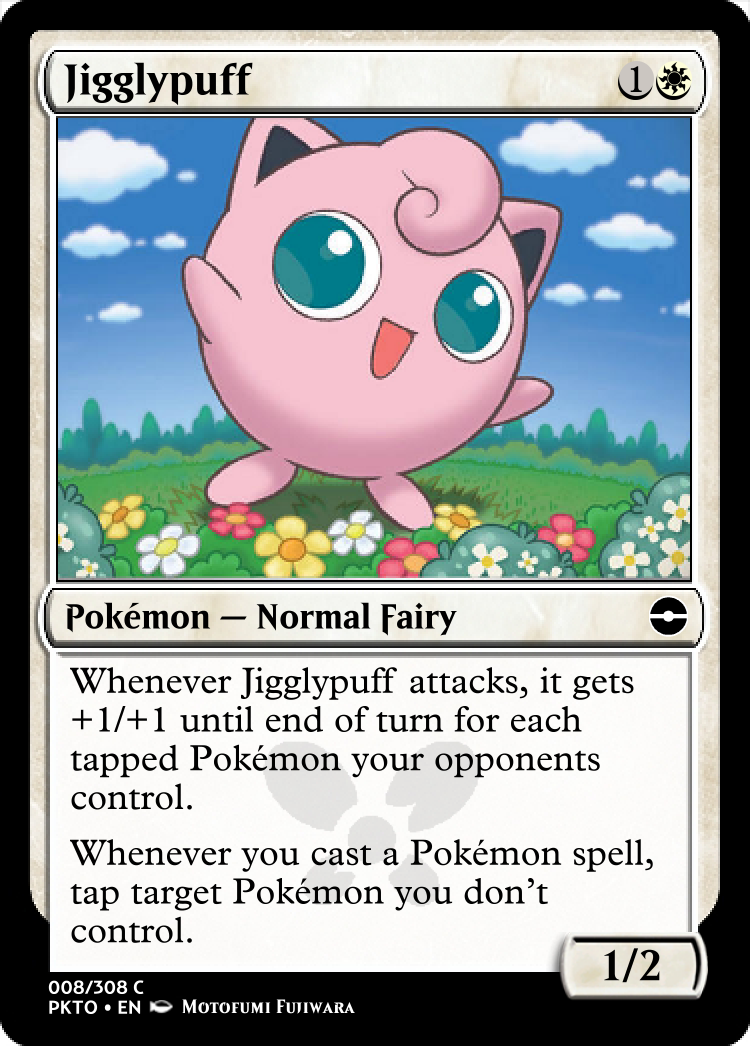 Jigglypuff 1
Pokémon — Normal Fairy
Whenever Jigglypuff attacks, it gets
+1/+1 until end of turn for each
tapped Pokémon your opponents
control.
Whenever you cast a Pokémon spell,
tap target Pokémon you don't
control.
1/2
008/308 C
PKTO • EN Motofumi Fujiwara